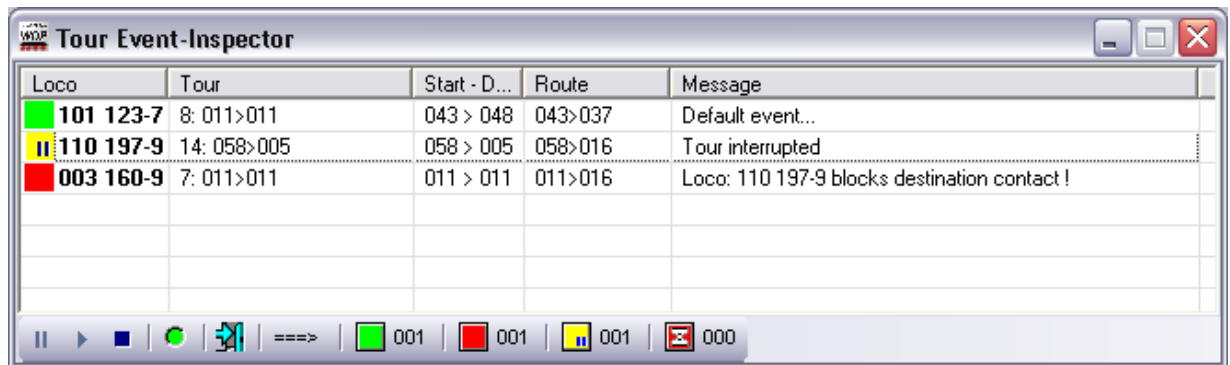 Tour Event-Inspector
Loco Tour Start - D... Route Message
101 123-7 8: 011>011 043 > 048 043>037 Default event...
110 197-9 14: 058>005 058 > 005 058>016 Tour interrupted
003 160-9 7: 011>011 011 > 011 011>016 Loco: 110 197-9 blocks destination contact !
===> 001 001 001 000